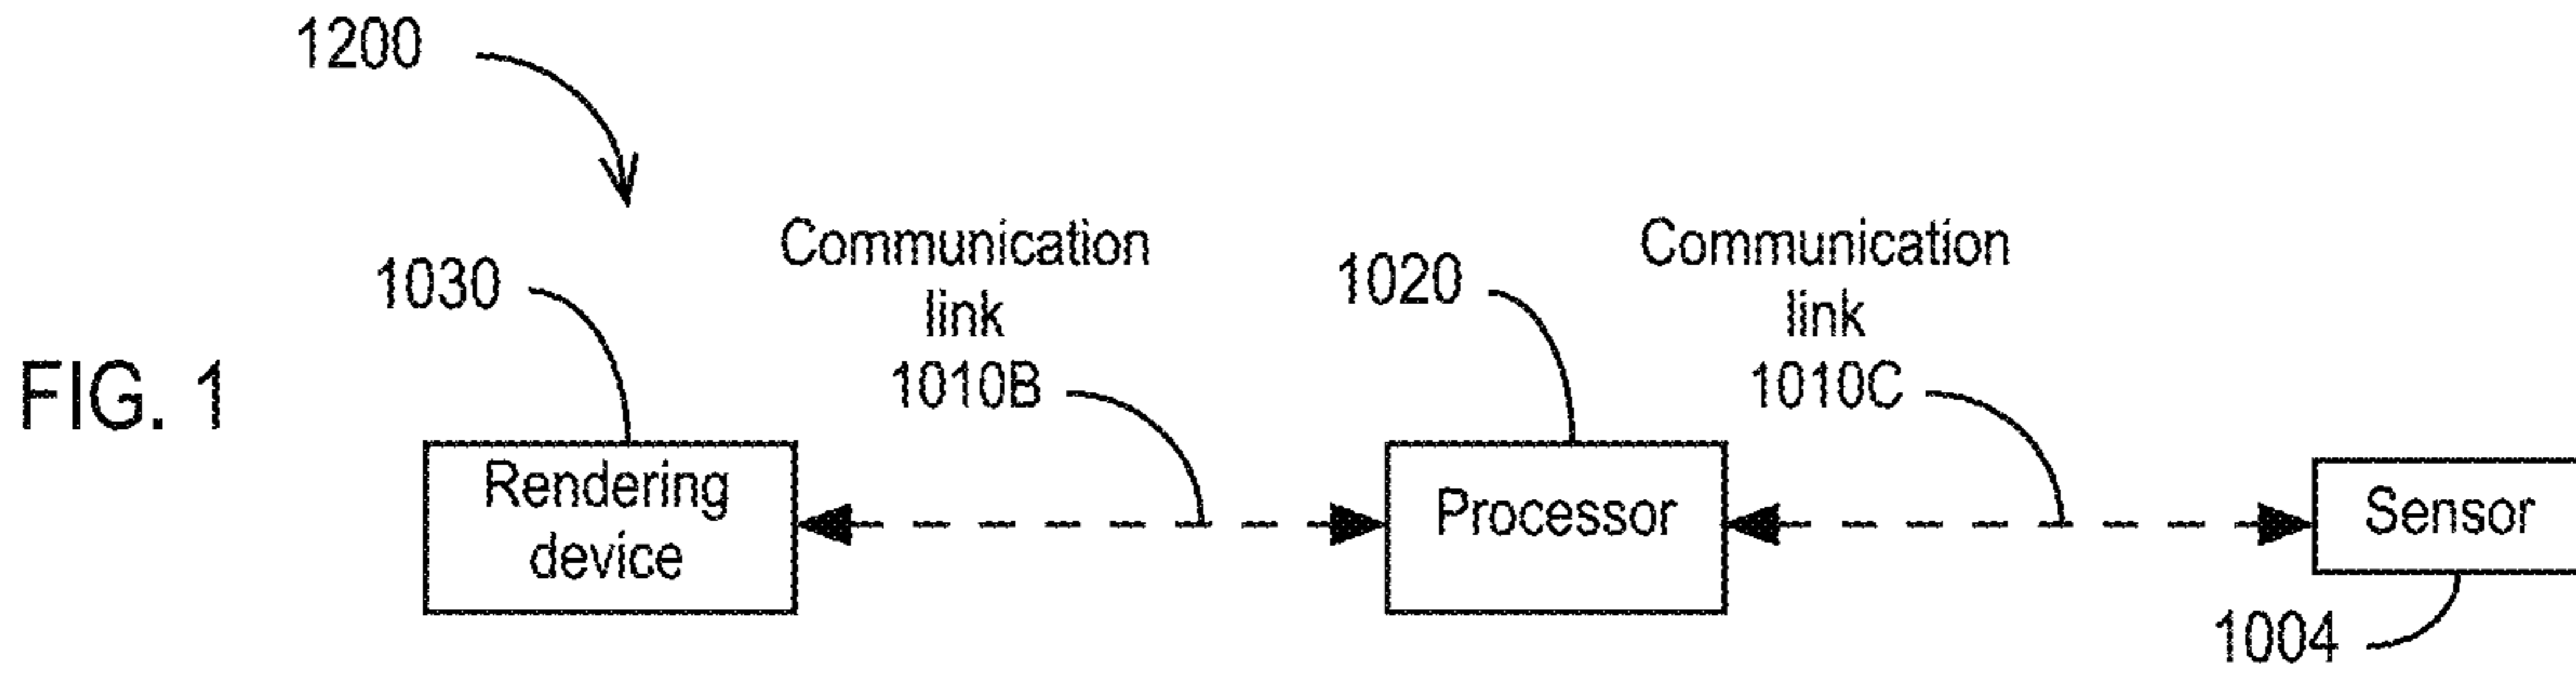 1200
Communication
link
1010B
Communication
link
1010C
1030
1020
FIG. 1
Rendering
device
Processor
Sensor
1004